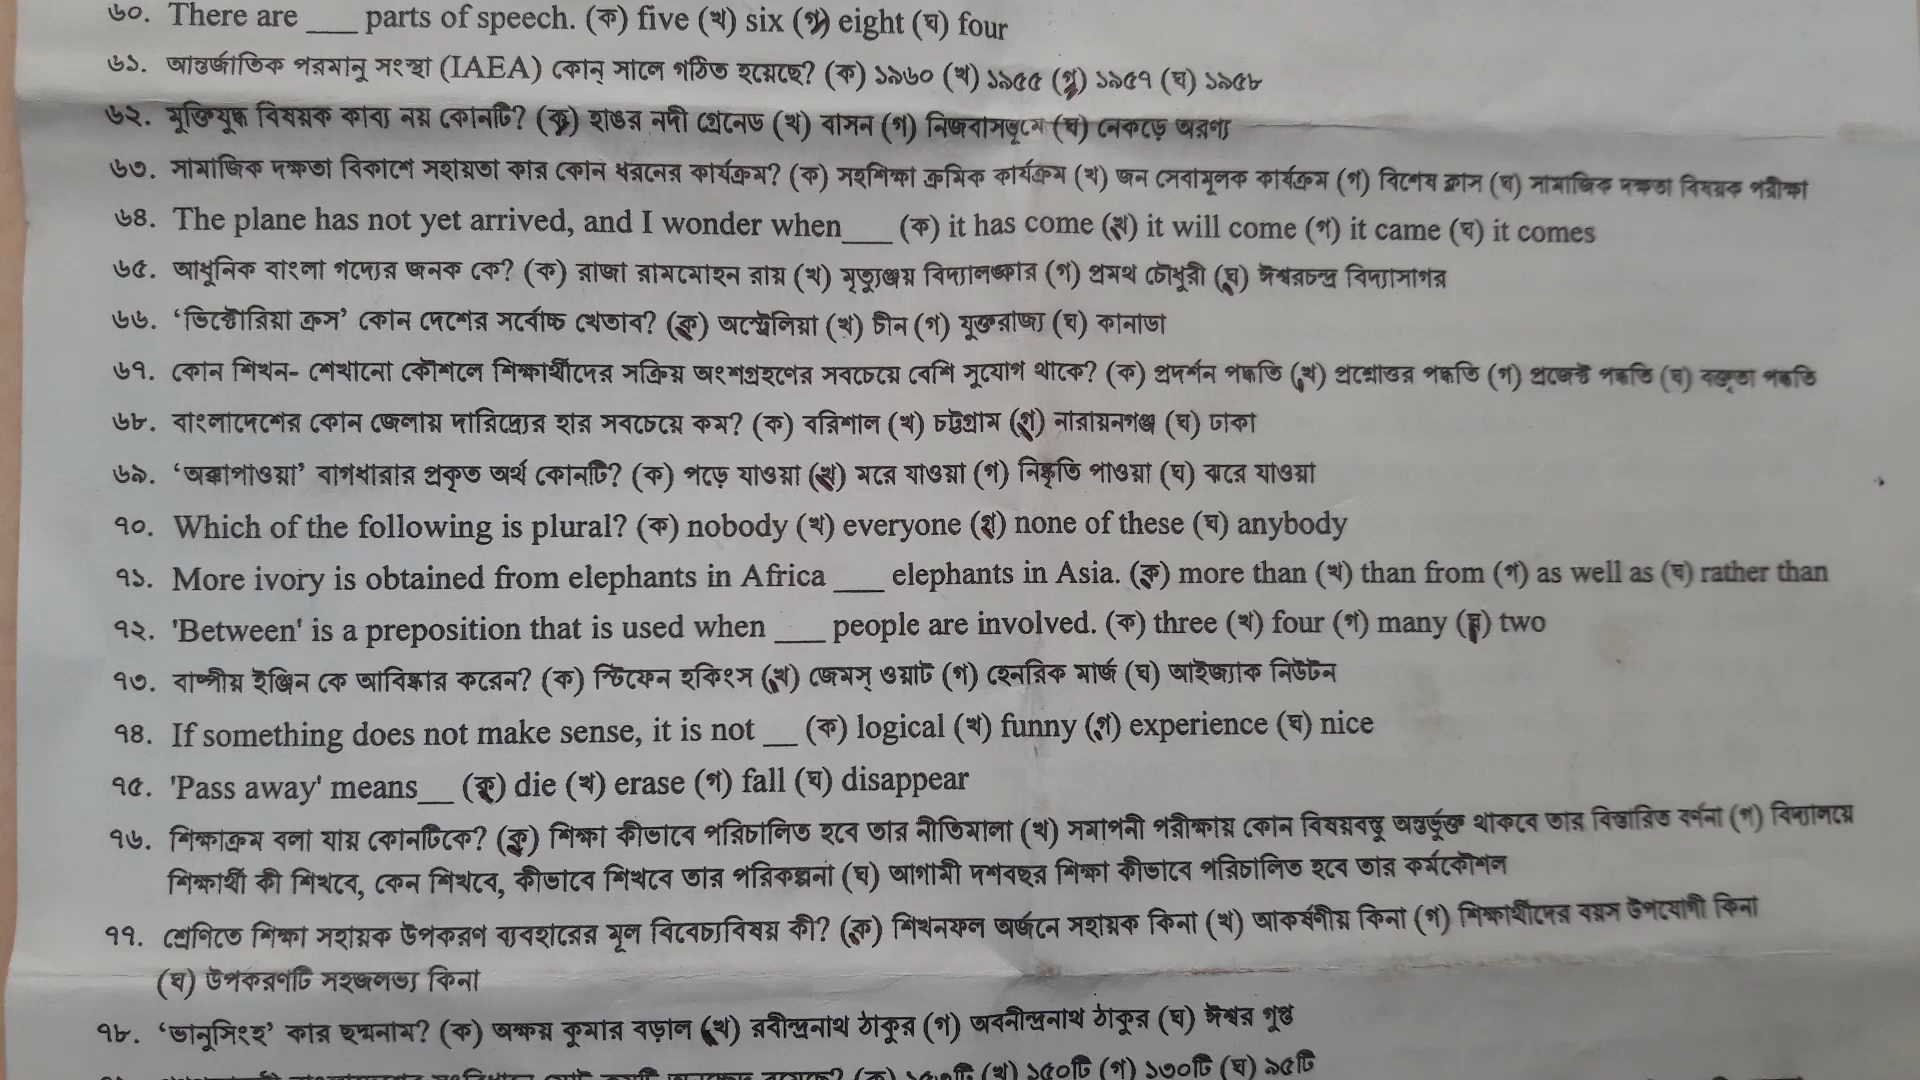 ৬০. There are ____ parts of speech. (ক) five (খ) six (গ) eight (ঘ) four
৬১. আন্তর্জাতিক পরমানু সংস্থা (IAEA) কোন্ সালে গঠিত হয়েছে? (ক) ১৯৬০ (খ) ১৯৫৫ (গ) ১৯৫৭ (ঘ) ১৯৫৮
৬২. মুক্তিযুদ্ধ বিষয়ক কাব্য নয় কোনটি? (ক) হাঙর নদী গ্রেনেড (খ) বাসন (গ) নিজবাসভূমে (ঘ) নেকড়ে অরণ্য
৬৩. সামাজিক দক্ষতা বিকাশে সহায়তা কার কোন ধরনের কার্যক্রম? (ক) সহশিক্ষা ক্রমিক কার্যক্রম (খ) জন সেবামূলক কার্যক্রম (গ) বিশেষ ক্লাস (ঘ) সামাজিক দক্ষতা বিষয়ক পরীক্ষা
৬৪. The plane has not yet arrived, and I wonder when____ (ক) it has come (খ) it will come (গ) it came (ঘ) it comes
৬৫. আধুনিক বাংলা গদ্যের জনক কে? (ক) রাজা রামমোহন রায় (খ) মৃত্যুঞ্জয় বিদ্যালঙ্কার (গ) প্রমথ চৌধুরী (ঘ) ঈশ্বরচন্দ্র বিদ্যাসাগর
৬৬. ‘ভিক্টোরিয়া ক্রস’ কোন দেশের সর্বোচ্চ খেতাব? (ক) অস্ট্রেলিয়া (খ) চীন (গ) যুক্তরাজ্য (ঘ) কানাডা
৬৭. কোন শিখন- শেখানো কৌশলে শিক্ষার্থীদের সক্রিয় অংশগ্রহণের সবচেয়ে বেশি সুযোগ থাকে? (ক) প্রদর্শন পদ্ধতি (খ) প্রশ্নোত্তর পদ্ধতি (গ) প্রজেক্ট পদ্ধতি (ঘ) বক্তৃতা পদ্ধতি
৬৮. বাংলাদেশের কোন জেলায় দারিদ্র্যের হার সবচেয়ে কম? (ক) বরিশাল (খ) চট্টগ্রাম (গ) নারায়নগঞ্জ (ঘ) ঢাকা
৬৯. ‘অক্কাপাওয়া’ বাগধারার প্রকৃত অর্থ কোনটি? (ক) পড়ে যাওয়া (খ) মরে যাওয়া (গ) নিষ্কৃতি পাওয়া (ঘ) ঝরে যাওয়া
৭০. Which of the following is plural? (ক) nobody (খ) everyone (গ) none of these (ঘ) anybody
৭১. More ivory is obtained from elephants in Africa ____ elephants in Asia. (ক) more than (খ) than from (গ) as well as (ঘ) rather than
৭২. 'Between' is a preposition that is used when ____ people are involved. (ক) three (খ) four (গ) many (ঘ) two
৭৩. বাষ্পীয় ইঞ্জিন কে আবিষ্কার করেন? (ক) স্টিফেন হকিংস (খ) জেমস্ ওয়াট (গ) হেনরিক মার্জ (ঘ) আইজ্যাক নিউটন
৭৪. If something does not make sense, it is not ___ (ক) logical (খ) funny (গ) experience (ঘ) nice
৭৫. 'Pass away' means___ (ক) die (খ) erase (গ) fall (ঘ) disappear
৭৬. শিক্ষাক্রম বলা যায় কোনটিকে? (ক) শিক্ষা কীভাবে পরিচালিত হবে তার নীতিমালা (খ) সমাপনী পরীক্ষায় কোন বিষয়বস্তু অন্তর্ভূক্ত থাকবে তার বিস্তারিত বর্ণনা (গ) বিদ্যালয়ে
শিক্ষার্থী কী শিখবে, কেন শিখবে, কীভাবে শিখবে তার পরিকল্পনা (ঘ) আগামী দশবছর শিক্ষা কীভাবে পরিচালিত হবে তার কর্মকৌশল
৭৭. শ্রেণিতে শিক্ষা সহায়ক উপকরণ ব্যবহারের মূল বিবেচ্যবিষয় কী? (ক) শিখনফল অর্জনে সহায়ক কিনা (খ) আকর্ষনীয় কিনা (গ) শিক্ষার্থীদের বয়স উপযোগী কিনা
(ঘ) উপকরণটি সহজলভ্য কিনা
৭৮. ‘ভানুসিংহ’ কার ছদ্মনাম? (ক) অক্ষয় কুমার বড়াল (খ) রবীন্দ্রনাথ ঠাকুর (গ) অবনীন্দ্রনাথ ঠাকুর (ঘ) ঈশ্বর গুপ্ত
(খ) ১৫০টি (গ) ১৩০টি (ঘ) ৯৫টি